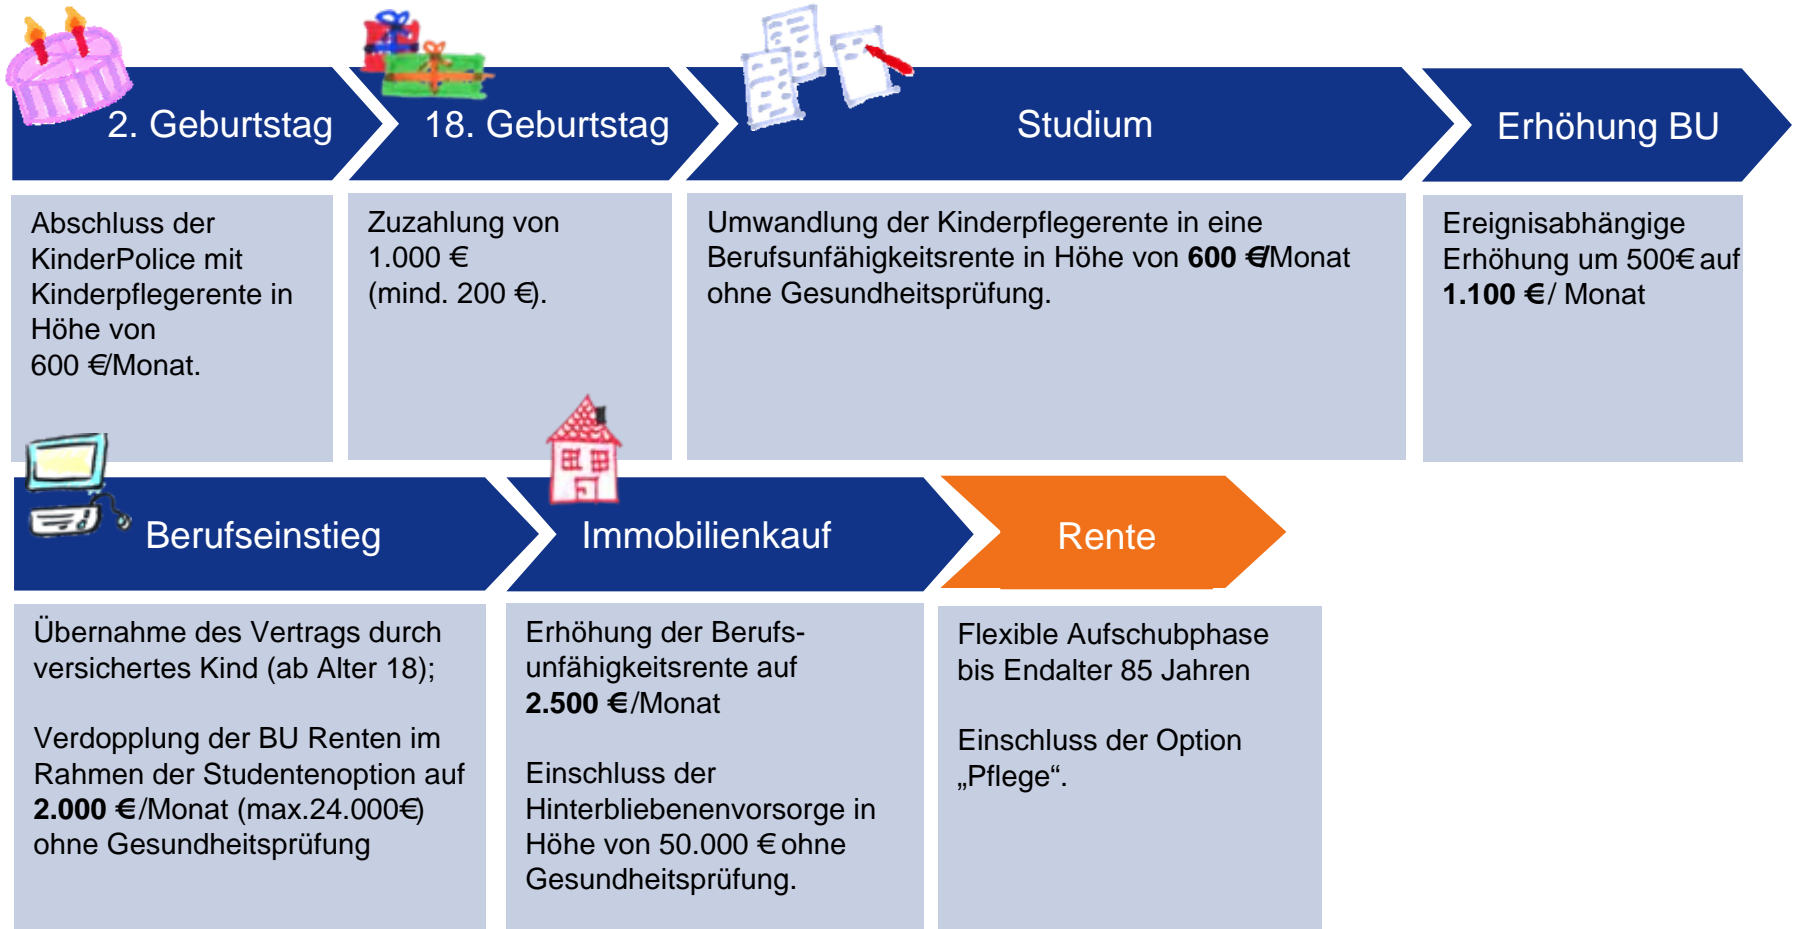 2. Geburtstag
18. Geburtstag
Studium
Erhöhung BU
Abschluss der
KinderPolice mit
Kinderpflegerente in
Höhe von
600 €/Monat.
Zuzahlung von
1.000 €
(mind. 200 €).
Umwandlung der Kinderpflegerente in eine
Berufsunfähigkeitsrente in Höhe von 600 €/Monat
ohne Gesundheitsprüfung.
Ereignisabhängige
Erhöhung um 500€ auf
1.100 €/ Monat
Berufseinstieg
Immobilienkauf
Rente
Übernahme des Vertrags durch
versichertes Kind (ab Alter 18);
Verdopplung der BU Renten im
Rahmen der Studentenoption auf
2.000 €/Monat (max.24.000€)
ohne Gesundheitsprüfung
Erhöhung der Berufs-
unfähigkeitsrente auf
2.500 €/Monat
Einschluss der
Hinterbliebenenvorsorge in
Höhe von 50.000 € ohne
Gesundheitsprüfung.
Flexible Aufschubphase
bis Endalter 85 Jahren
Einschluss der Option
„Pflege“.